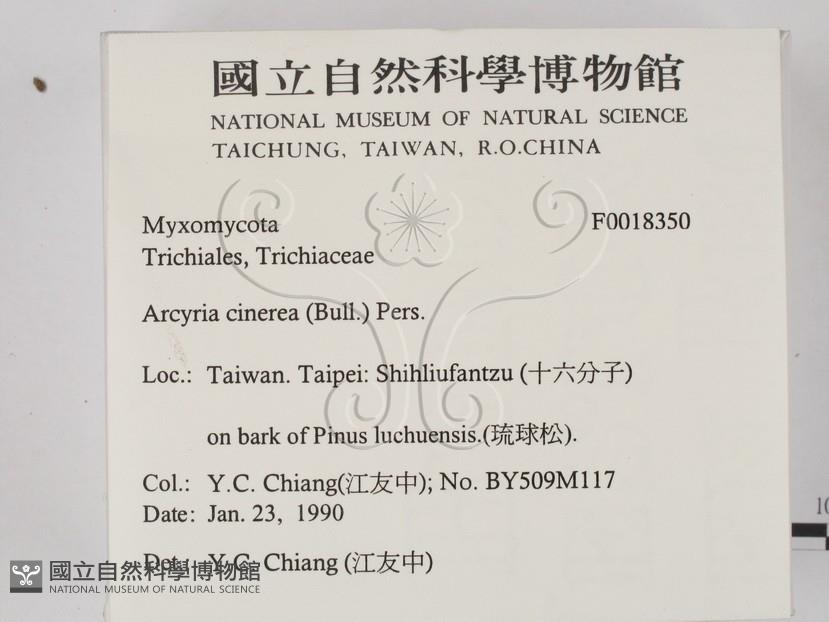 國立自然科學博物館
NATIONAL MUSEUM OF NATURAL SCIENCE
TAICHUNG, TAIWAN, R.O.CHINA
Myxomycota F0018350
Trichiales, Trichiaceae
Arcyria cinerea (Bull.) Pers.
Loc.: Taiwan. Taipei: Shihliufantzu (十六分子)
on bark of Pinus luchuensis.(琉球松).
Col.: Y.C. Chiang(江友中); No. BY509M117
Date: Jan. 23, 1990
Det.: Y.C. Chiang (江友中)
國立自然科學博物館
NATIONAL MUSEUM OF NATURAL SCIENCE